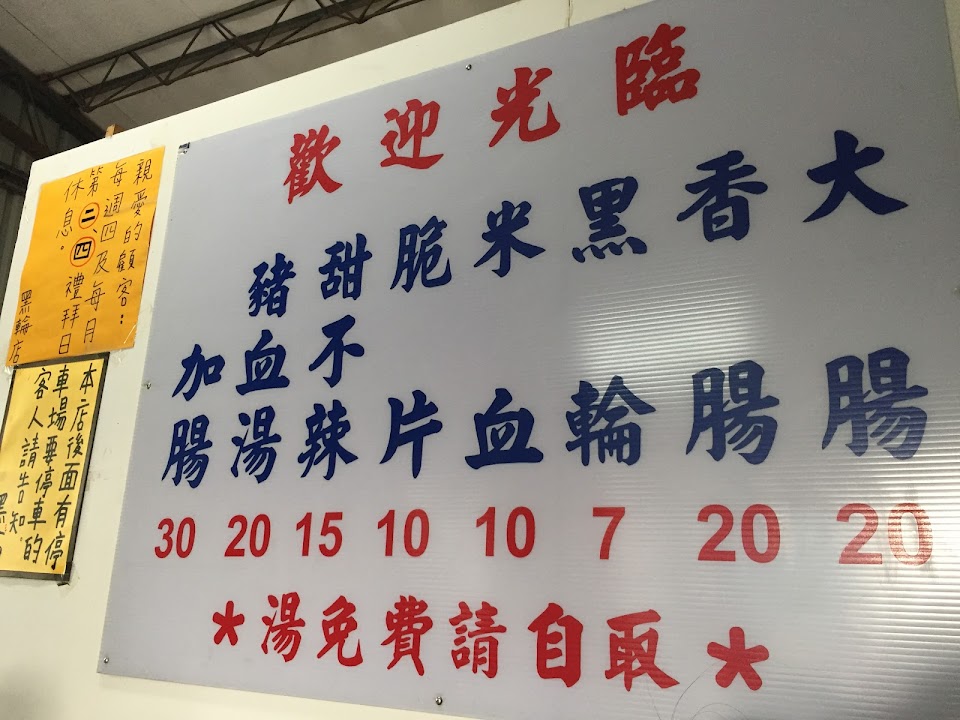 歡迎光臨
大腸 20
香腸 20
黑輪 7
米血 10
脆片 10
甜不辣 15
豬血湯 20
加腸 30
*湯免費請自取*
親愛的顧客：
每週四及每月
第二、四禮拜日
休息。
黑輪店
本店後面有停
車場要停車的
客人請告知.
黑